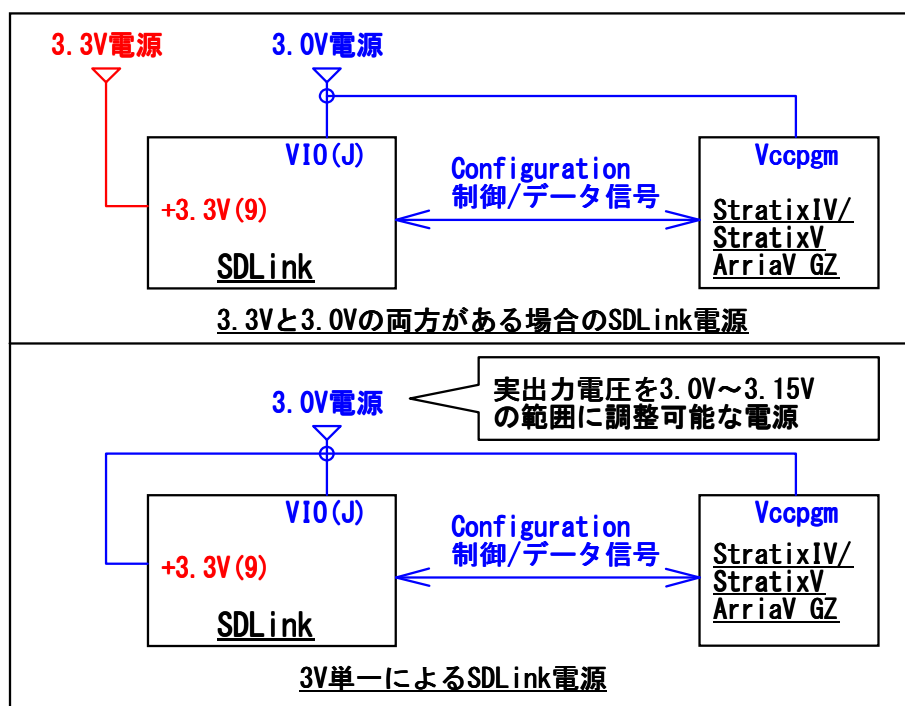 3.3V電源
3.0V電源
VIO(J)
Vccpgm
Configuration
制御/データ信号
+3.3V(9)
StratixIV/
StratixV
ArriaV GZ
SDLink
3.3Vと3.0Vの両方がある場合のSDLink電源
実出力電圧を3.0V～3.15V
の範囲に調整可能な電源
3.0V電源
VIO(J)
Vccpgm
Configuration
制御/データ信号
+3.3V(9)
StratixIV/
StratixV
ArriaV GZ
SDLink
3V単一によるSDLink電源